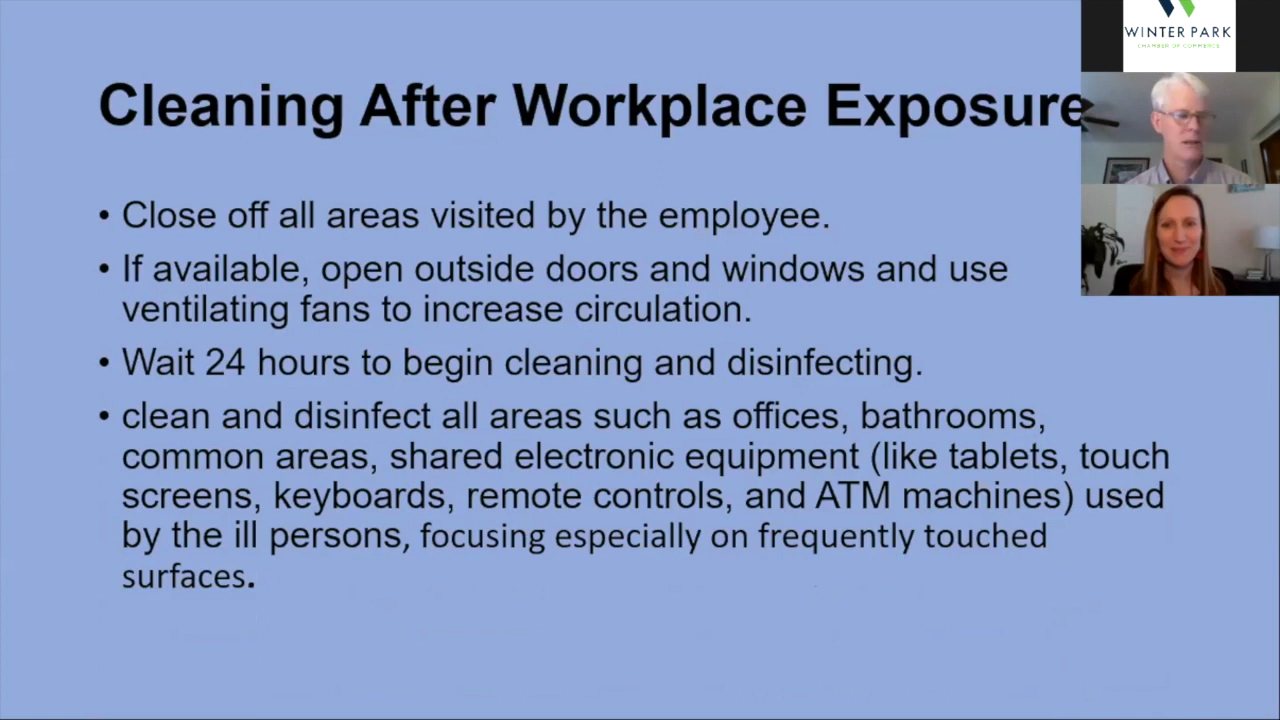 WINTER PARK
CHAMBER OF COMMERCE
Cleaning After Workplace Exposure
• Close off all areas visited by the employee.
• If available, open outside doors and windows and use
ventilating fans to increase circulation.
• Wait 24 hours to begin cleaning and disinfecting.
• clean and disinfect all areas such as offices, bathrooms,
common areas, shared electronic equipment (like tablets, touch
screens, keyboards, remote controls, and ATM machines) used
by the ill persons, focusing especially on frequently touched
surfaces.